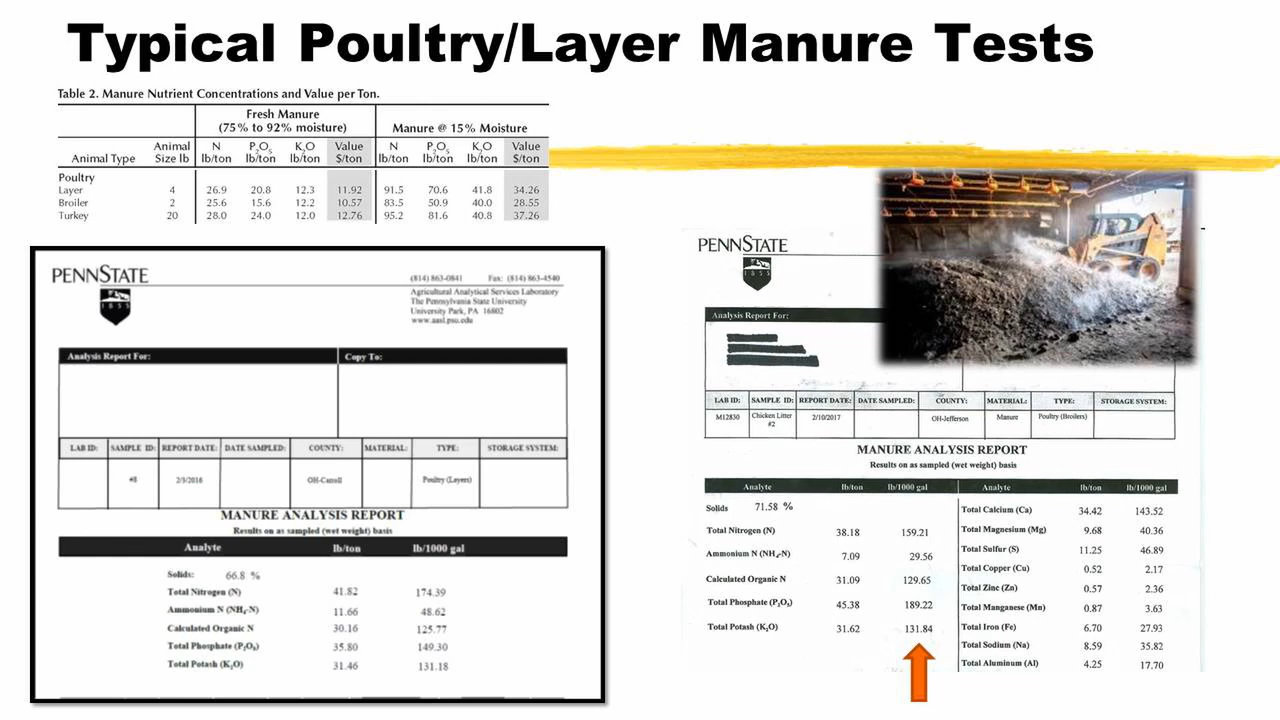 Typical Poultry/Layer Manure Tests
Table 2. Manure Nutrient Concentrations and Value per Ton.
Fresh Manure
(75% to 92% moisture)
Manure @ 15% Moisture
Animal Type Animal Size lb N lb/ton P2O5 lb/ton K2O lb/ton Value $/ton N lb/ton P2O5 lb/ton K2O lb/ton Value $/ton
Poultry
Layer 4 26.9 20.8 12.3 11.92 91.5 70.6 41.8 34.26
Broiler 2 25.6 15.6 12.2 10.57 83.5 50.9 40.0 28.55
Turkey 20 28.0 24.0 12.0 12.76 95.2 81.6 40.8 37.26
PENNSTATE
1855
(814) 863-0841 Fax: (814) 863-4540
Agricultural Analytical Services Laboratory
The Pennsylvania State University
University Park, PA 16802
www.aasl.psu.edu
Analysis Report For: Copy To:
LAB ID: SAMPLE ID: REPORT DATE: DATE SAMPLED: COUNTY: MATERIAL: TYPE: STORAGE SYSTEM:
2/3/2016 OH-Carroll Poultry (Layers)
MANURE ANALYSIS REPORT
Results on as sampled (wet weight) basis
Analyte lb/ton lb/1000 gal
Solids: 66.8 %
Total Nitrogen (N) 41.82 174.39
Ammonium N (NH4-N) 11.66 48.62
Calculated Organic N 30.16 125.77
Total Phosphate (P2O5) 35.80 149.30
Total Potash (K2O) 31.46 131.18
PENNSTATE
1855
Analysis Report For:
LAB ID: SAMPLE ID: REPORT DATE: DATE SAMPLED: COUNTY: MATERIAL: TYPE: STORAGE SYSTEM:
M12830 Chicken Litter #2 2/10/2017 OH-Jefferson Manure Poultry (Broilers)
MANURE ANALYSIS REPORT
Results on as sampled (wet weight) basis
Analyte lb/ton lb/1000 gal
Solids 71.58 %
Total Nitrogen (N) 38.18 159.21
Ammonium N (NH4-N) 7.09 29.56
Calculated Organic N 31.09 129.65
Total Phosphate (P2O5) 45.38 189.22
Total Potash (K2O) 31.62 131.84
Analyte lb/ton lb/1000 gal
Total Calcium (Ca) 34.42 143.52
Total Magnesium (Mg) 9.68 40.36
Total Sulfur (S) 11.25 46.89
Total Copper (Cu) 0.52 2.17
Total Zinc (Zn) 0.57 2.36
Total Manganese (Mn) 0.87 3.63
Total Iron (Fe) 6.70 27.93
Total Sodium (Na) 8.59 35.82
Total Aluminum (Al) 4.25 17.70